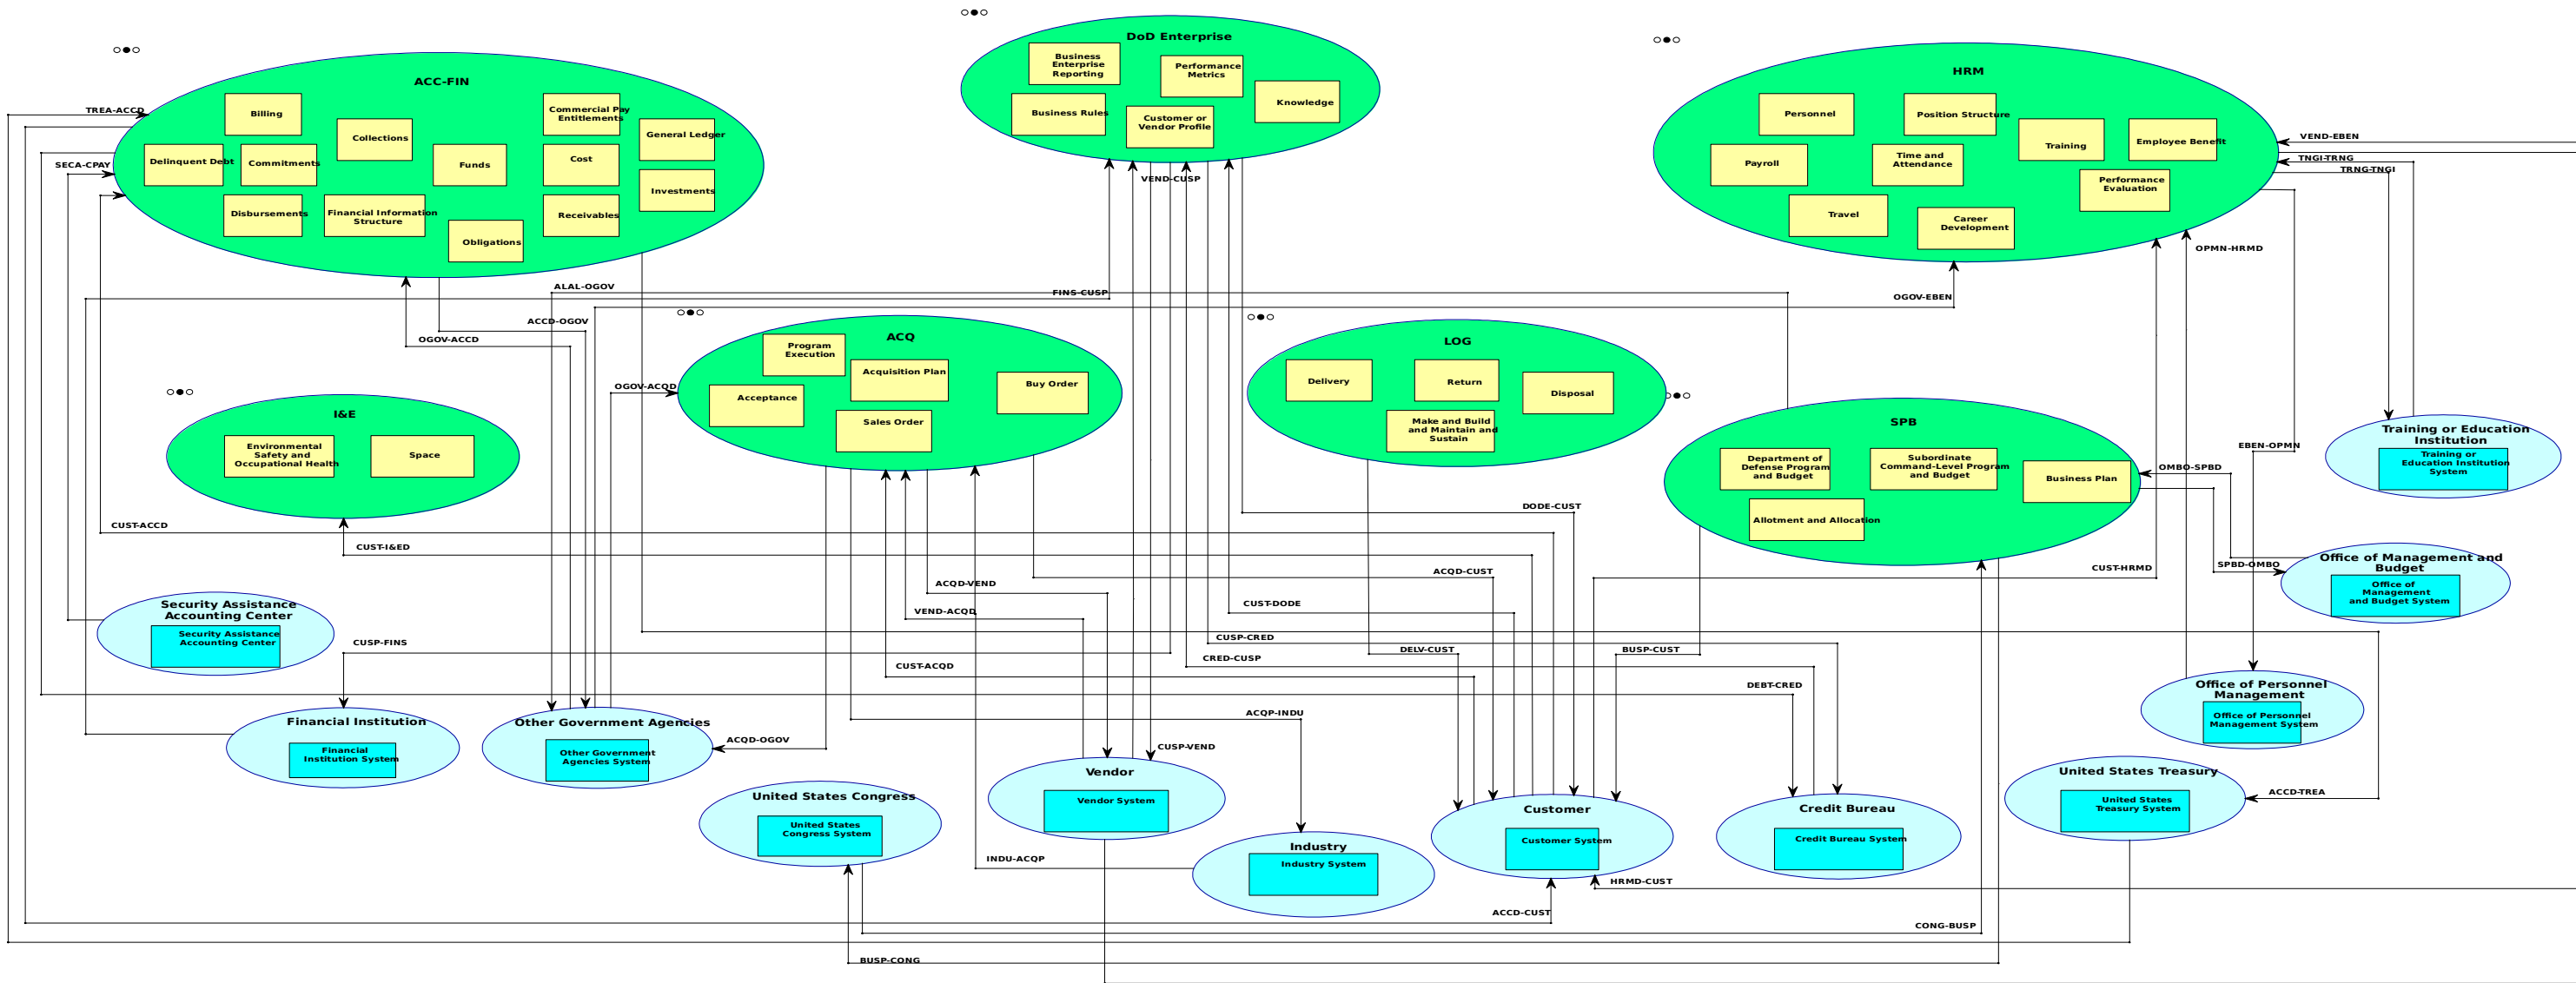 DoD Enterprise
Business
Enterprise
Reporting
Performance
Metrics
Knowledge
Business Rules
Customer or
Vendor Profile
ACC-FIN
Billing
Commercial Pay
Entitlements
Collections
General Ledger
Delinquent Debt
Commitments
Funds
Cost
Investments
Disbursements
Financial Information
Structure
Receivables
Obligations
HRM
Personnel
Position Structure
Training
Employee Benefit
Payroll
Time and
Attendance
Performance
Evaluation
Travel
Career
Development
TREA-ACCD
SECA-CPAY
VEND-CUSP
VEND-EBEN
TNGI-TRNG
TRNG-TNGI
OPMN-HRMD
ALAL-OGOV
FINS-CUSP
OGOV-EBEN
ACCD-OGOV
OGOV-ACCD
ACQ
Program
Execution
Acquisition Plan
Buy Order
Acceptance
Sales Order
OGOV-ACQD
LOG
Delivery
Return
Disposal
Make and Build
and Maintain and
Sustain
I&E
Environmental
Safety and
Occupational Health
Space
SPB
Department of
Defense Program
and Budget
Subordinate
Command-Level Program
and Budget
Business Plan
Allotment and Allocation
Training or Education
Institution
Training or
Education Institution
System
EBEN-OPMN
OMBO-SPBD
DODE-CUST
CUST-ACCD
CUST-I&ED
Office of Management and
Budget
Office of
Management
and Budget System
SPBD-OMBO
CUST-HRMD
ACQD-CUST
ACQD-VEND
VEND-ACQD
CUST-DODE
Security Assistance
Accounting Center
Security Assistance
Accounting Center
CUSP-FINS
CUSP-CRED
DELV-CUST
BUSP-CUST
CRED-CUSP
CUST-ACQD
DEBT-CRED
Office of Personnel
Management
Office of Personnel
Management System
ACQP-INDU
Financial Institution
Financial
Institution System
Other Government Agencies
Other Government
Agencies System
ACQD-OGOV
CUSP-VEND
Vendor
Vendor System
United States Treasury
United States
Treasury System
ACCD-TREA
United States Congress
United States
Congress System
Customer
Customer System
Credit Bureau
Credit Bureau System
Industry
Industry System
INDU-ACQP
HRMD-CUST
ACCD-CUST
CONG-BUSP
BUSP-CONG